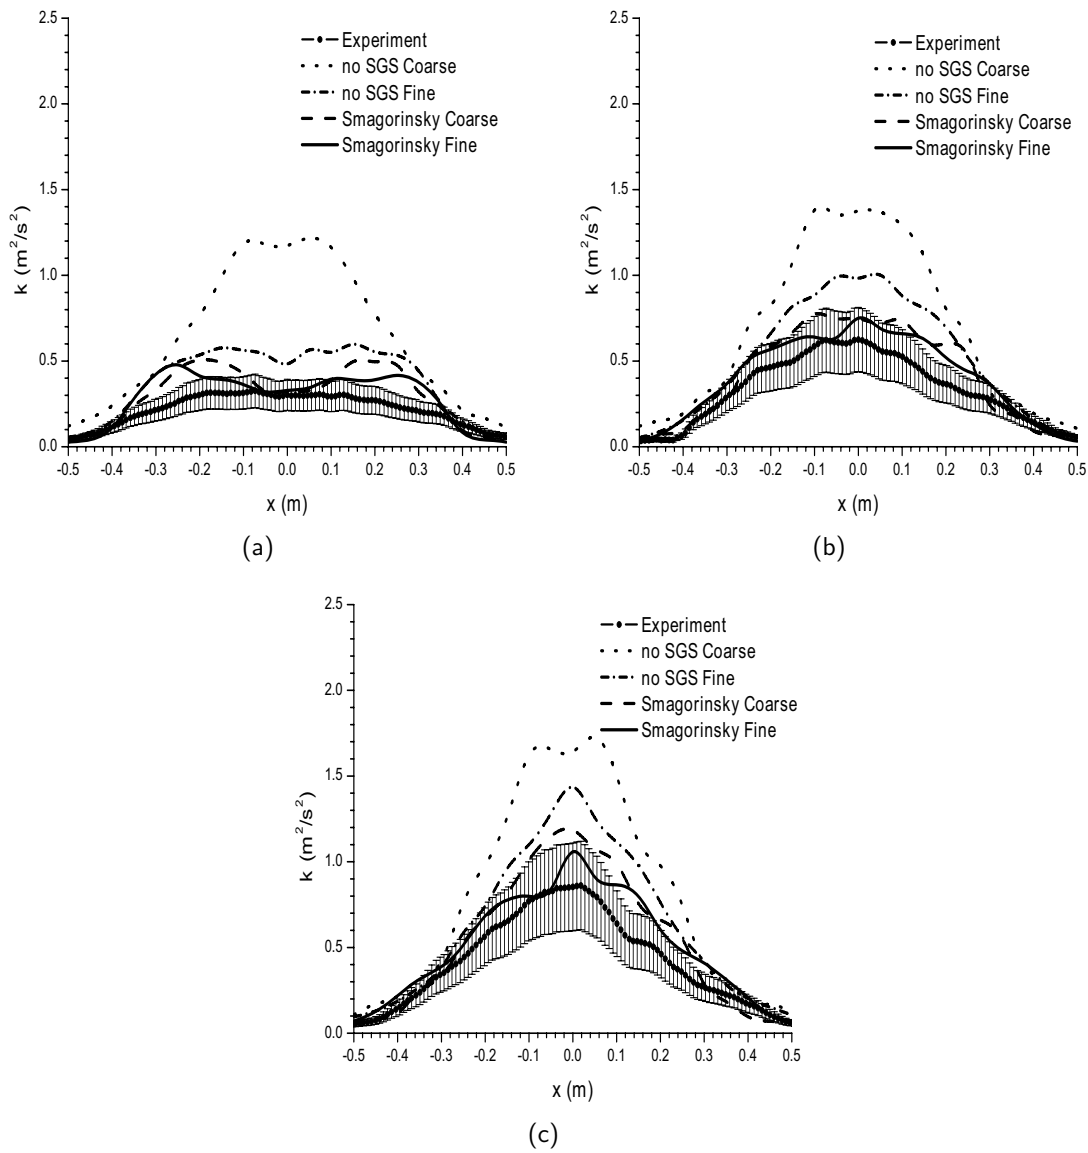 2.5
2.0
1.5
1.0
0.5
0.0
k (m²/s²)
-0.5 -0.4 -0.3 -0.2 -0.1 0.0 0.1 0.2 0.3 0.4 0.5
x (m)
Experiment
no SGS Coarse
no SGS Fine
Smagorinsky Coarse
Smagorinsky Fine
(a)
2.5
2.0
1.5
1.0
0.5
0.0
k (m²/s²)
-0.5 -0.4 -0.3 -0.2 -0.1 0.0 0.1 0.2 0.3 0.4 0.5
x (m)
Experiment
no SGS Coarse
no SGS Fine
Smagorinsky Coarse
Smagorinsky Fine
(b)
2.5
2.0
1.5
1.0
0.5
0.0
k (m²/s²)
-0.5 -0.4 -0.3 -0.2 -0.1 0.0 0.1 0.2 0.3 0.4 0.5
x (m)
Experiment
no SGS Coarse
no SGS Fine
Smagorinsky Coarse
Smagorinsky Fine
(c)